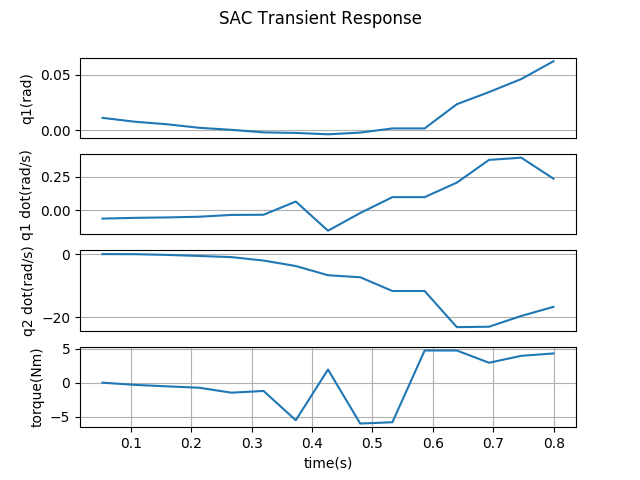 SAC Transient Response
q1(rad)
0.05
0.00
q1 dot(rad/s)
0.25
0.00
q2 dot(rad/s)
0
−20
torque(Nm)
5
0
−5
0.1 0.2 0.3 0.4 0.5 0.6 0.7 0.8
time(s)